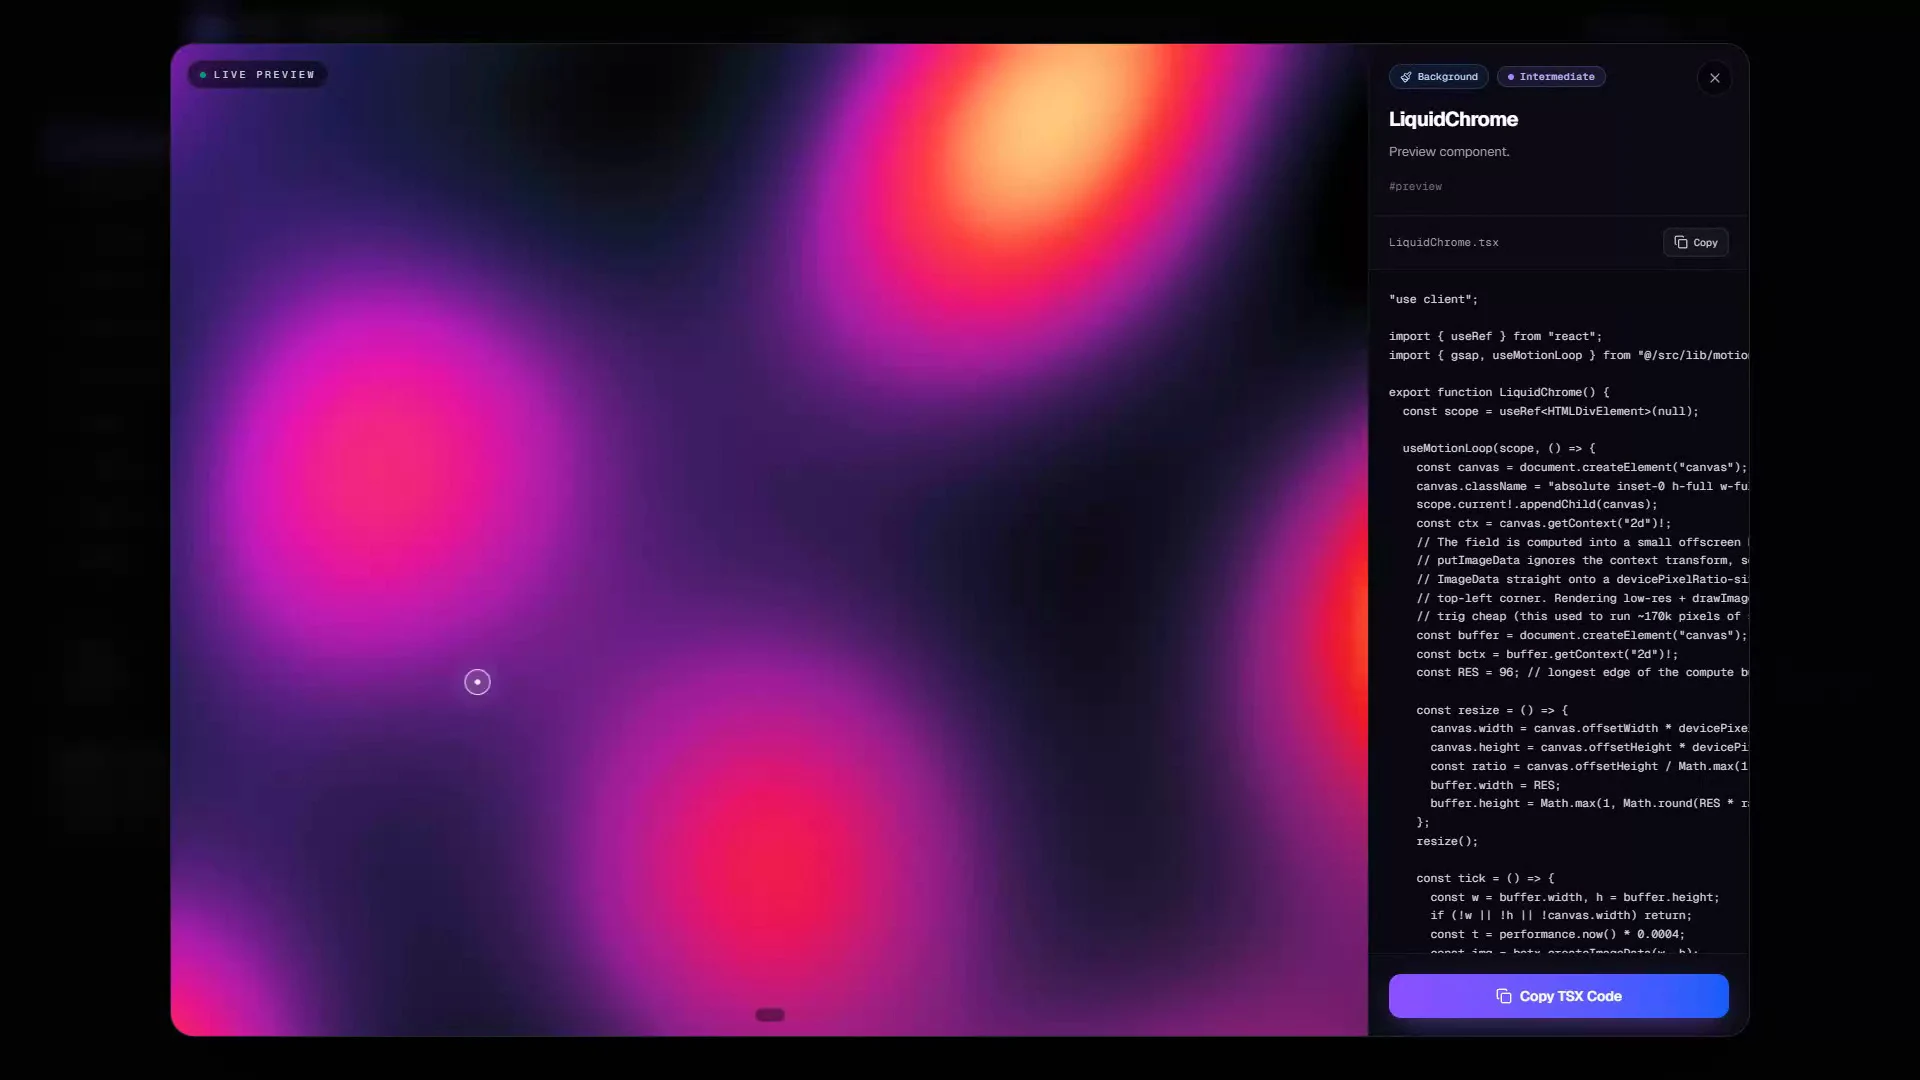 LIVE PREVIEW
Background
Intermediate
LiquidChrome
Preview component.
#preview
LiquidChrome.tsx
Copy
"use client";
import { useRef } from "react";
import { gsap, useMotionLoop } from "@/src/lib/motio
export function LiquidChrome() {
const scope = useRef<HTMLDivElement>(null);
useMotionLoop(scope, () => {
const canvas = document.createElement("canvas");
canvas.className = "absolute inset-0 h-full w-fu
scope.current!.appendChild(canvas);
const ctx = canvas.getContext("2d")!;
// The field is computed into a small offscreen
// putImageData ignores the context transform, s
// ImageData straight onto a devicePixelRatio-si
// top-left corner. Rendering low-res + drawImag
// trig cheap (this used to run ~170k pixels of
const buffer = document.createElement("canvas");
const bctx = buffer.getContext("2d")!;
const RES = 96; // longest edge of the compute b
const resize = () => {
canvas.width = canvas.offsetWidth * devicePixe
canvas.height = canvas.offsetHeight * devicePi
const ratio = canvas.offsetHeight / Math.max(1
buffer.width = RES;
buffer.height = Math.max(1, Math.round(RES * r
};
resize();
const tick = () => {
const w = buffer.width, h = buffer.height;
if (!w || !h || !canvas.width) return;
const t = performance.now() * 0.0004;
const img = bctx.createImageData(w, h);
Copy TSX Code